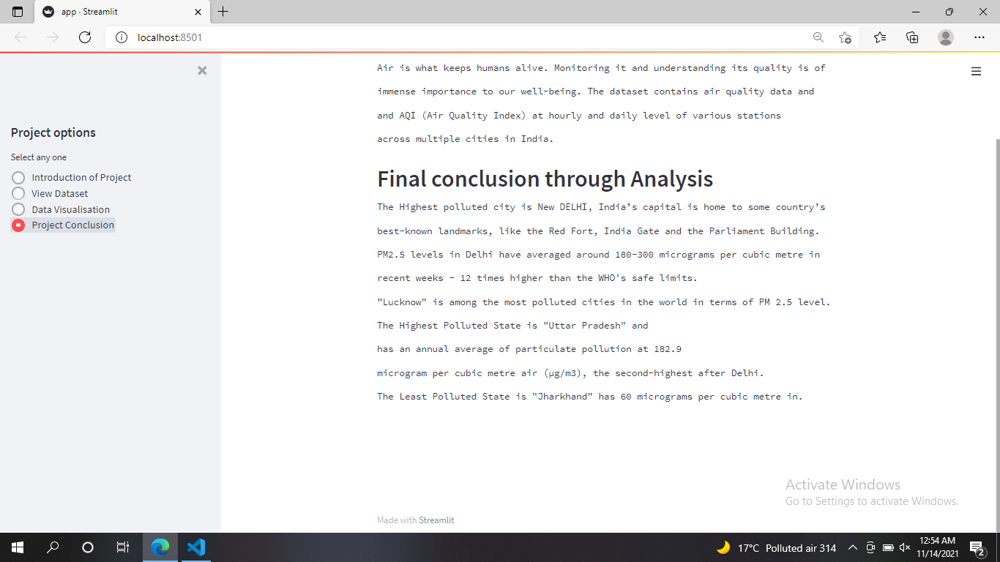 app · Streamlit
localhost:8501
Project options
Select any one
Introduction of Project
View Dataset
Data Visualisation
Project Conclusion
Air is what keeps humans alive. Monitoring it and understanding its quality is of
immense importance to our well-being. The dataset contains air quality data and
and AQI (Air Quality Index) at hourly and daily level of various stations
across multiple cities in India.
Final conclusion through Analysis
The Highest polluted city is New DELHI, India’s capital is home to some country’s
best-known landmarks, like the Red Fort, India Gate and the Parliament Building.
PM2.5 levels in Delhi have averaged around 180-300 micrograms per cubic metre in
recent weeks - 12 times higher than the WHO's safe limits.
"Lucknow" is among the most polluted cities in the world in terms of PM 2.5 level.
The Highest Polluted State is "Uttar Pradesh" and
has an annual average of particulate pollution at 182.9
microgram per cubic metre air (µg/m3), the second-highest after Delhi.
The Least Polluted State is "Jharkhand" has 60 micrograms per cubic metre in.
Activate Windows
Go to Settings to activate Windows.
Made with Streamlit
17°C Polluted air 314
12:54 AM
11/14/2021
2